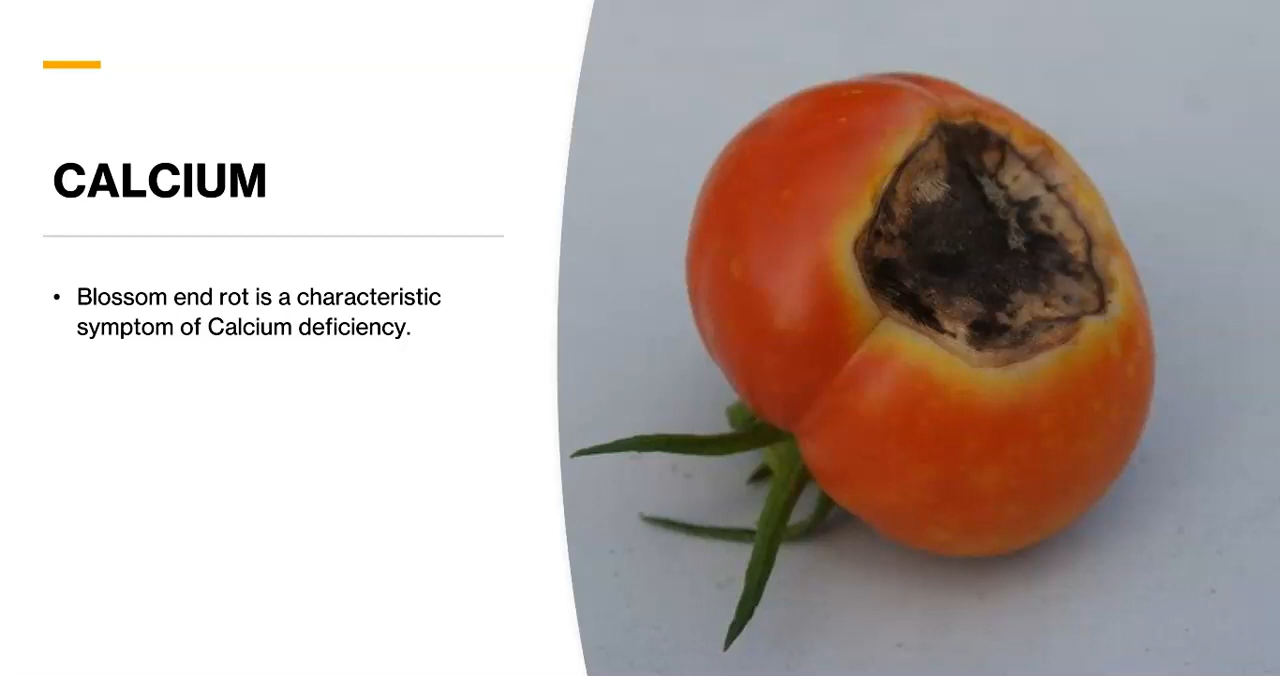 CALCIUM
• Blossom end rot is a characteristic
symptom of Calcium deficiency.